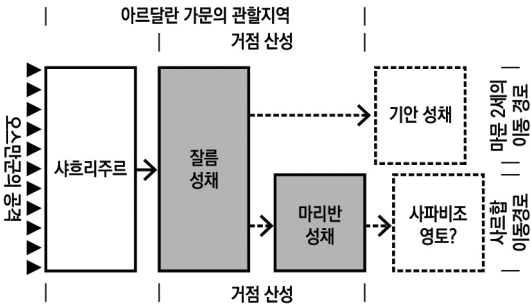 아르달란 가문의 관할지역
거점 산성
오스만군의 공격
샤흐리주르
잘름
성채
기안 성채
마문 2세의
이동 경로
마리반
성채
사파비조
영토?
사르합
이동경로
거점 산성